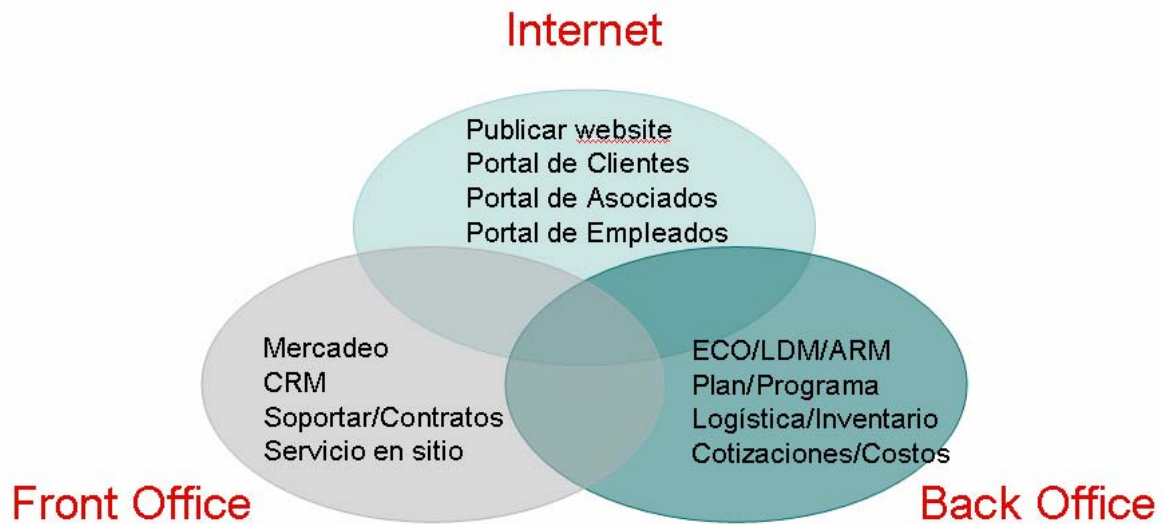 Internet
Publicar website
Portal de Clientes
Portal de Asociados
Portal de Empleados
Mercadeo
CRM
Soportar/Contratos
Servicio en sitio
ECO/LDM/ARM
Plan/Programa
Logística/Inventario
Cotizaciones/Costos
Front Office
Back Office